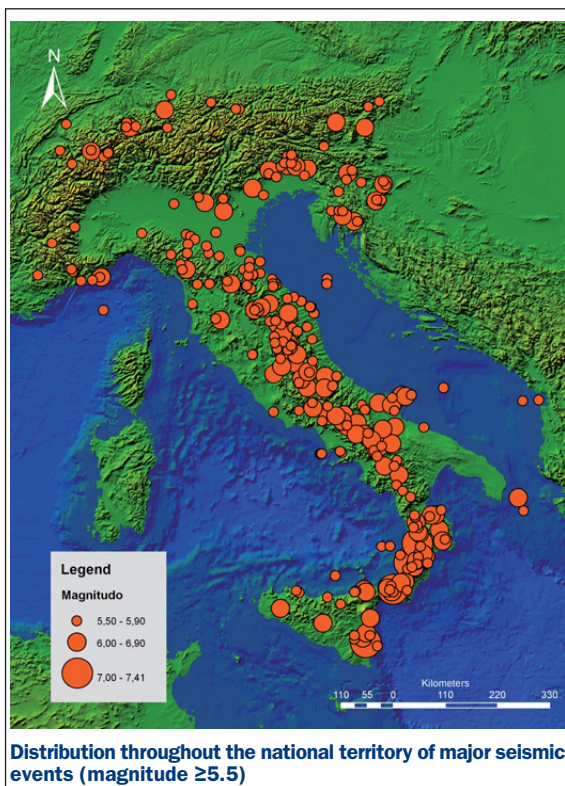 N
Legend
Magnitudo
5,50 - 5,90
6,00 - 6,90
7,00 - 7,41
Kilometers
110 55 0 110 220 330
Distribution throughout the national territory of major seismic
events (magnitude ≥5.5)